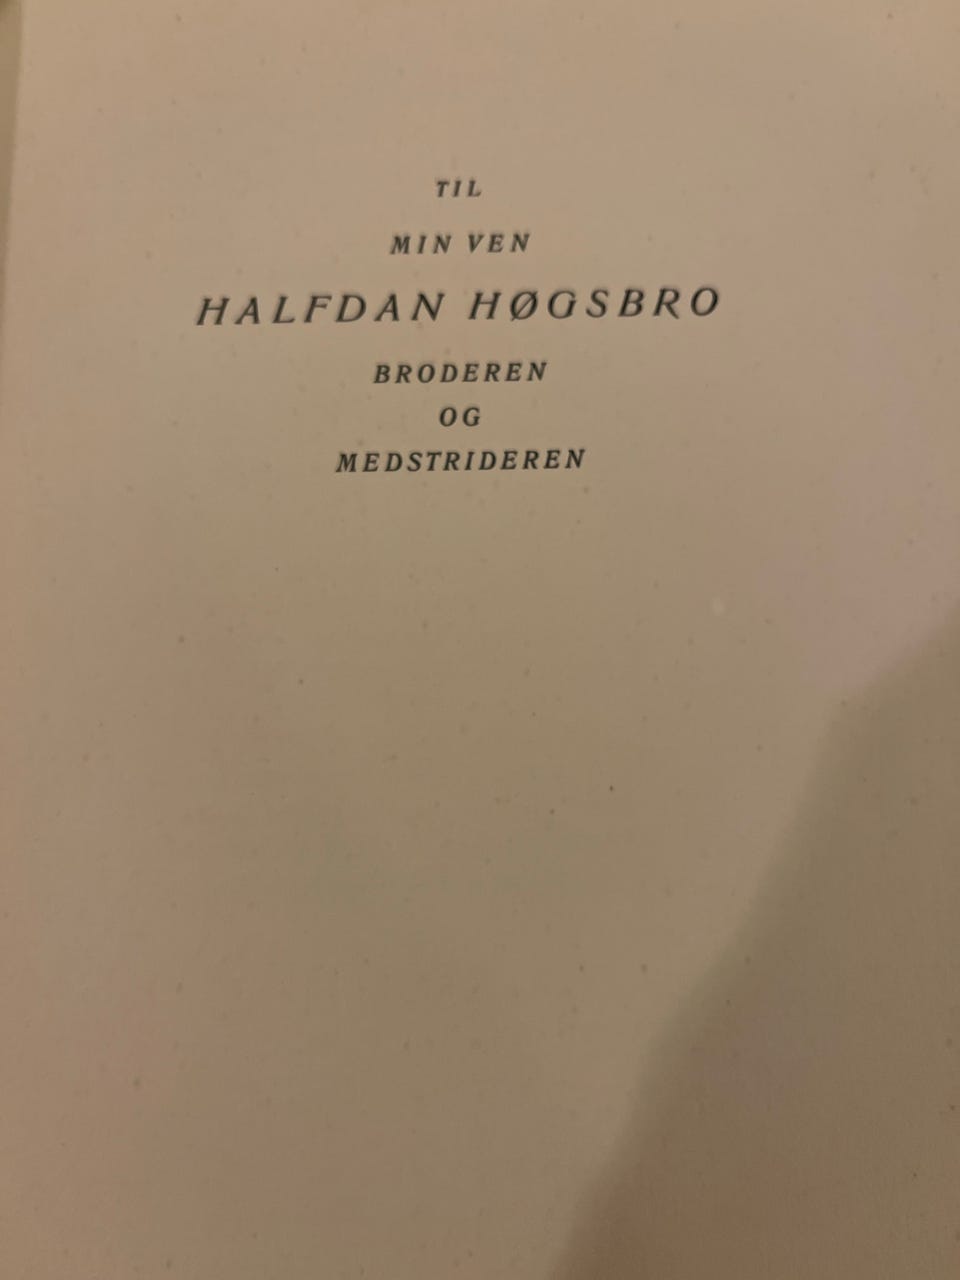 TIL
MIN VEN
HALFDAN HØGSBRO
BRODEREN
OG
MEDSTRIDEREN